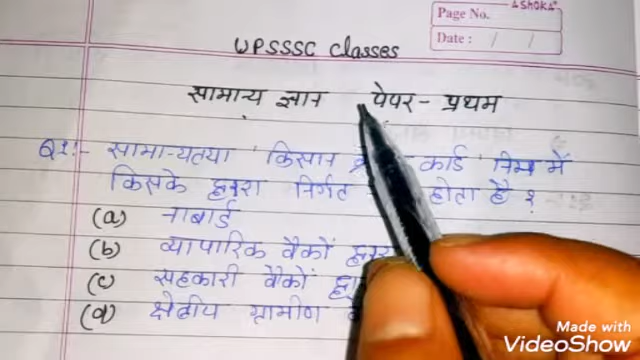 ASHOKA
Page No.
Date : / /
UPSSSC Classes
सामान्य ज्ञान पेपर - प्रथम
Q1:- सामान्यतया 'किसान कार्ड' निम्न में
किसके द्वारा निर्गत होता है ?
(a) नाबार्ड
(b) व्यापारिक बैकों द्वारा
(c) सहकारी बैकों
(d) क्षेत्रीय ग्रामीण
Made with
VideoShow